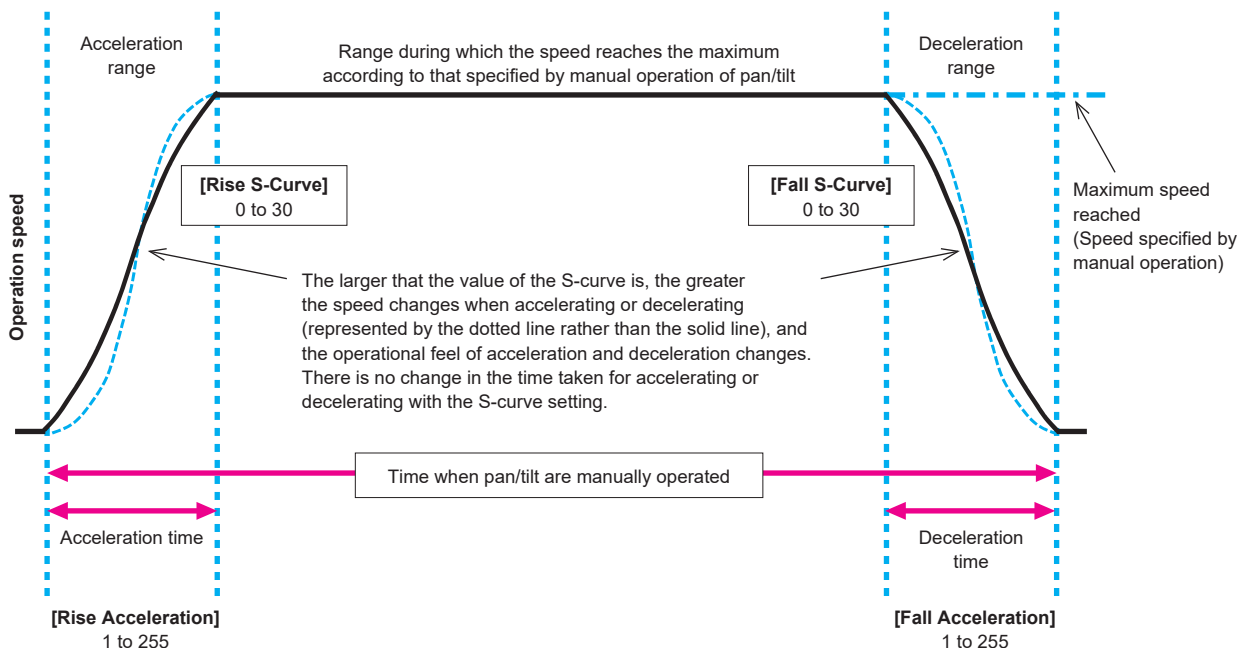 Acceleration
range
Range during which the speed reaches the maximum
according to that specified by manual operation of pan/tilt
Deceleration
range
Operation speed
[Rise S-Curve]
0 to 30
[Fall S-Curve]
0 to 30
Maximum speed
reached
(Speed specified by
manual operation)
The larger that the value of the S-curve is, the greater
the speed changes when accelerating or decelerating
(represented by the dotted line rather than the solid line), and
the operational feel of acceleration and deceleration changes.
There is no change in the time taken for accelerating or
decelerating with the S-curve setting.
Time when pan/tilt are manually operated
Acceleration time
Deceleration
time
[Rise Acceleration]
1 to 255
[Fall Acceleration]
1 to 255